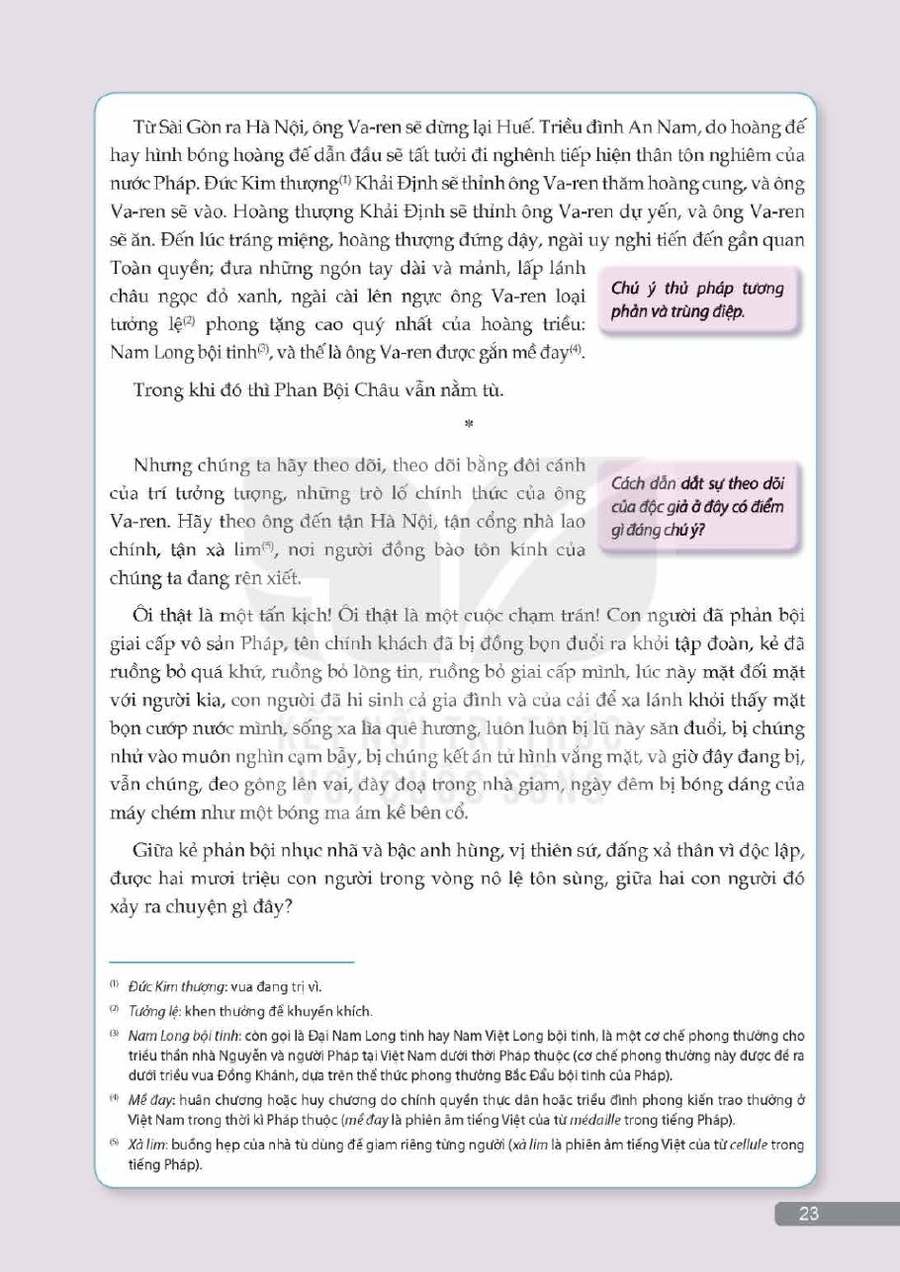 Từ Sài Gòn ra Hà Nội, ông Va-ren sẽ dừng lại Huế. Triều đình An Nam, do hoàng đế
hay hình bóng hoàng đế dẫn đầu sẽ tất tưởi đi nghênh tiếp hiện thân tôn nghiêm của
nước Pháp. Đức Kim thượng(1) Khải Định sẽ thỉnh ông Va-ren thăm hoàng cung, và ông
Va-ren sẽ vào. Hoàng thượng Khải Định sẽ thỉnh ông Va-ren dự yến, và ông Va-ren
sẽ ăn. Đến lúc tráng miệng, hoàng thượng đứng dậy, ngài uy nghi tiến đến gần quan
Toàn quyền; đưa những ngón tay dài và mảnh, lấp lánh
châu ngọc đỏ xanh, ngài cài lên ngực ông Va-ren loại
tưởng lệ(2) phong tặng cao quý nhất của hoàng triều:
Nam Long bội tinh(3), và thế là ông Va-ren được gắn mề đay(4).
Chú ý thủ pháp tương
phản và trùng điệp.
Trong khi đó thì Phan Bội Châu vẫn nằm tù.
*
Nhưng chúng ta hãy theo dõi, theo dõi bằng đôi cánh
của trí tưởng tượng, những trò lố chính thức của ông
Va-ren. Hãy theo ông đến tận Hà Nội, tận cổng nhà lao
chính, tận xà lim(5), nơi người đồng bào tôn kính của
chúng ta đang rên xiết.
Cách dẫn dắt sự theo dõi
của độc giả ở đây có điểm
gì đáng chú ý?
Ôi thật là một tấn kịch! Ôi thật là một cuộc chạm trán! Con người đã phản bội
giai cấp vô sản Pháp, tên chính khách đã bị đồng bọn đuổi ra khỏi tập đoàn, kẻ đã
ruồng bỏ quá khứ, ruồng bỏ lòng tin, ruồng bỏ giai cấp mình, lúc này mặt đối mặt
với người kia, con người đã hi sinh cả gia đình và của cải để xa lánh khỏi thấy mặt
bọn cướp nước mình, sống xa lìa quê hương, luôn luôn bị lũ này săn đuổi, bị chúng
nhử vào muôn nghìn cạm bẫy, bị chúng kết án tử hình vắng mặt, và giờ đây đang bị,
vẫn chúng, đeo gông lên vai, đày đoạ trong nhà giam, ngày đêm bị bóng dáng của
máy chém như một bóng ma ám kề bên cổ.
Giữa kẻ phản bội nhục nhã và bậc anh hùng, vị thiên sứ, đấng xả thân vì độc lập,
được hai mươi triệu con người trong vòng nô lệ tôn sùng, giữa hai con người đó
xảy ra chuyện gì đây?
KẾT NỐI TRI THỨC
VỚI CUỘC SỐNG
(1) Đức Kim thượng: vua đang trị vì.
(2) Tưởng lệ: khen thưởng để khuyến khích.
(3) Nam Long bội tinh: còn gọi là Đại Nam Long tinh hay Nam Việt Long bội tinh, là một cơ chế phong thưởng cho
triều thần nhà Nguyễn và người Pháp tại Việt Nam dưới thời Pháp thuộc (cơ chế phong thưởng này được đề ra
dưới triều vua Đồng Khánh, dựa trên thể thức phong thưởng Bắc Đẩu bội tinh của Pháp).
(4) Mề đay: huân chương hoặc huy chương do chính quyền thực dân hoặc triều đình phong kiến trao thưởng ở
Việt Nam trong thời kì Pháp thuộc (mề đay là phiên âm tiếng Việt của từ médaille trong tiếng Pháp).
(5) Xà lim: buồng hẹp của nhà tù dùng để giam riêng từng người (xà lim là phiên âm tiếng Việt của từ cellule trong
tiếng Pháp).
23